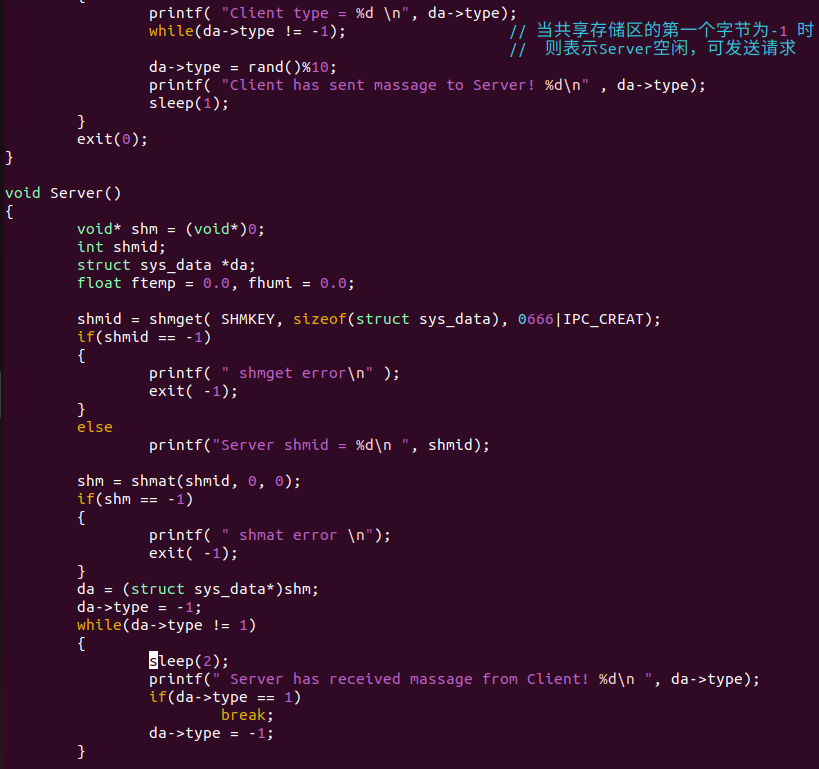 {
printf( "Client type = %d \n", da->type);
while(da->type != -1); // 当共享存储区的第一个字节为-1 时
// 则表示Server空闲，可发送请求
da->type = rand()%10;
printf( "Client has sent massage to Server! %d\n" , da->type);
sleep(1);
}
exit(0);
}
void Server()
{
void* shm = (void*)0;
int shmid;
struct sys_data *da;
float ftemp = 0.0, fhumi = 0.0;
shmid = shmget( SHMKEY, sizeof(struct sys_data), 0666|IPC_CREAT);
if(shmid == -1)
{
printf( " shmget error\n" );
exit( -1);
}
else
printf("Server shmid = %d\n ", shmid);
shm = shmat(shmid, 0, 0);
if(shm == -1)
{
printf( " shmat error \n");
exit( -1);
}
da = (struct sys_data*)shm;
da->type = -1;
while(da->type != 1)
{
sleep(2);
printf(" Server has received massage from Client! %d\n ", da->type);
if(da->type == 1)
break;
da->type = -1;
}